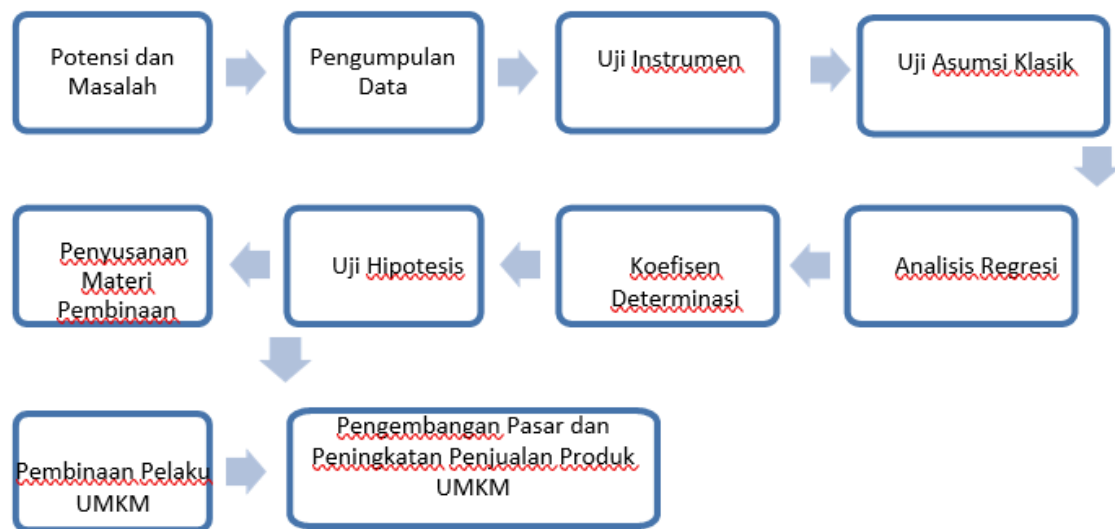 Potensi dan
Masalah
Pengumpulan
Data
Uji Instrumen
Uji Asumsi Klasik
Penyusanan
Materi
Pembinaan
Uji Hipotesis
Koefisen
Determinasi
Analisis Regresi
Pembinaan Pelaku
UMKM
Pengembangan Pasar dan
Peningkatan Penjualan Produk
UMKM